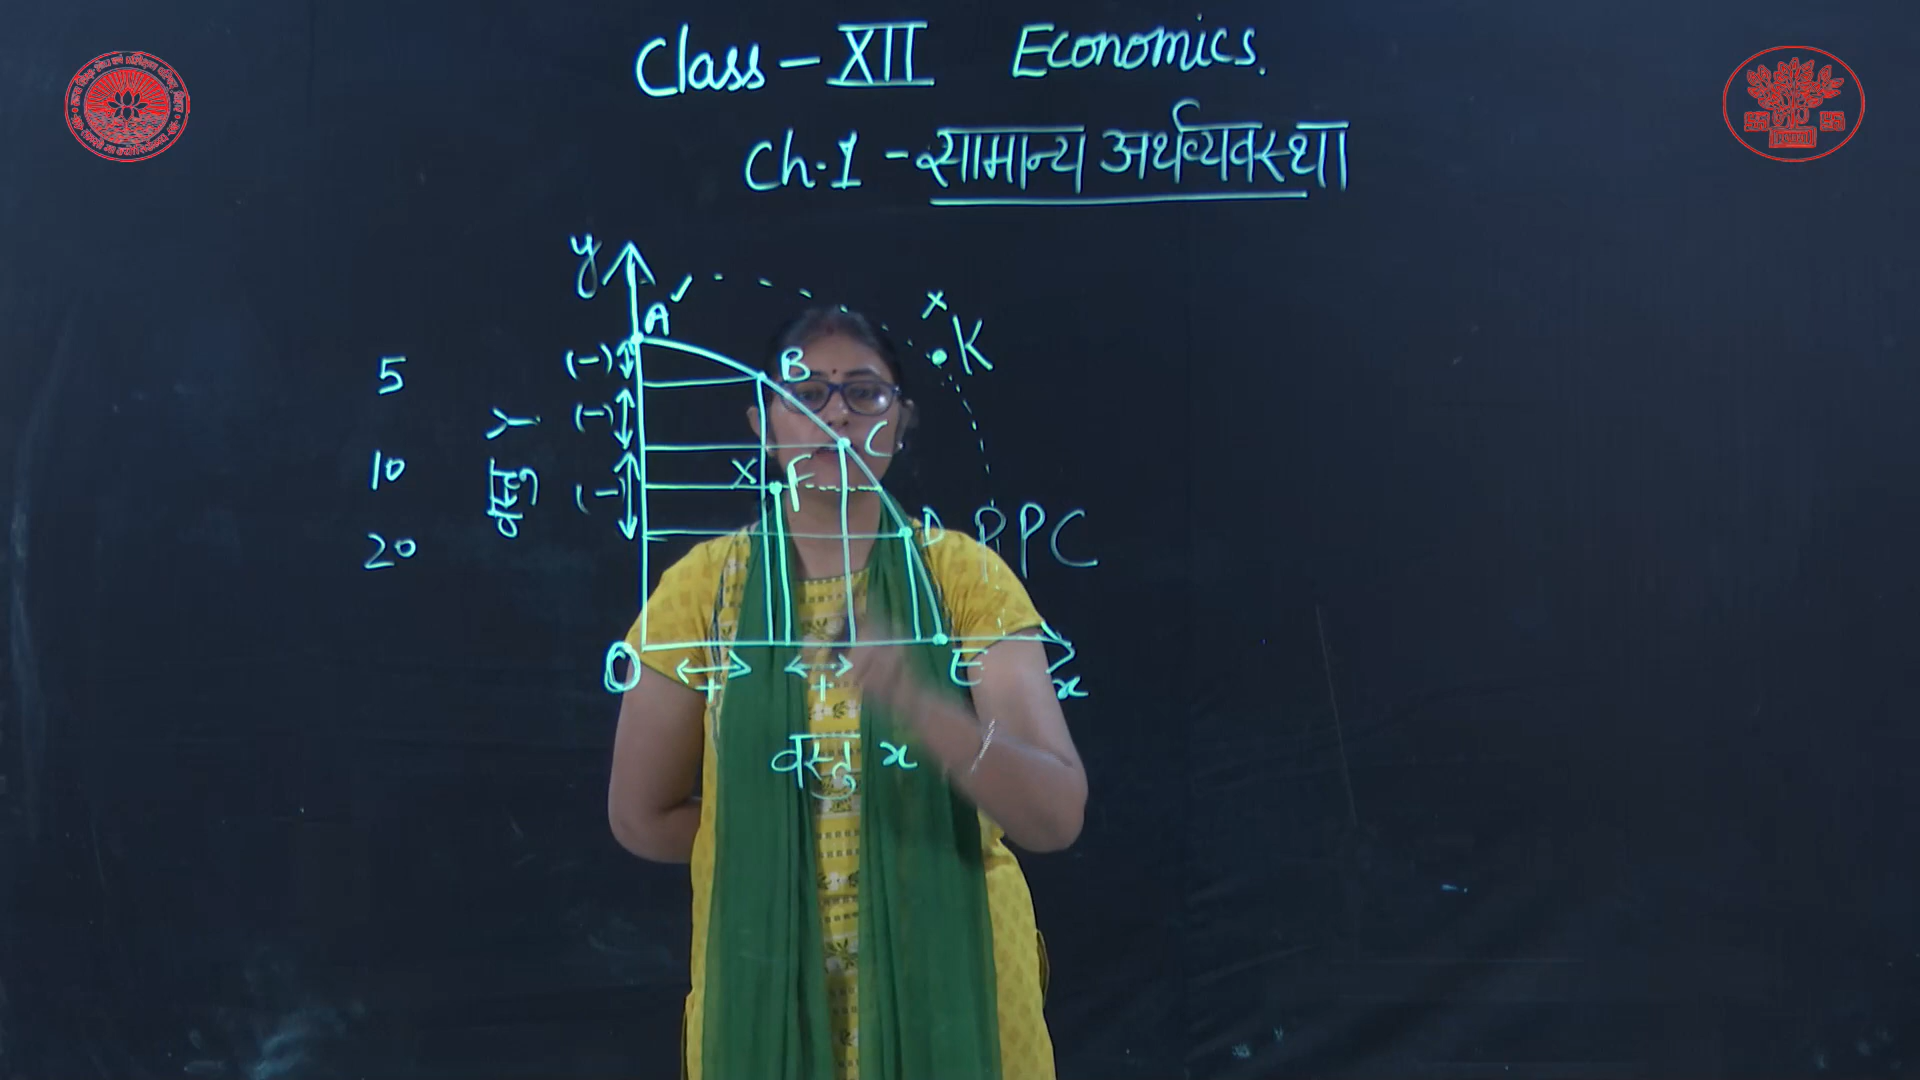 Class - XII Economics.
Ch.1 - सामान्य अर्थव्यवस्था
y
A
x
K
(-)
B
5
(-)
C
वस्तु Y
10
X F
(-)
D PPC
20
O + + E x
वस्तु x